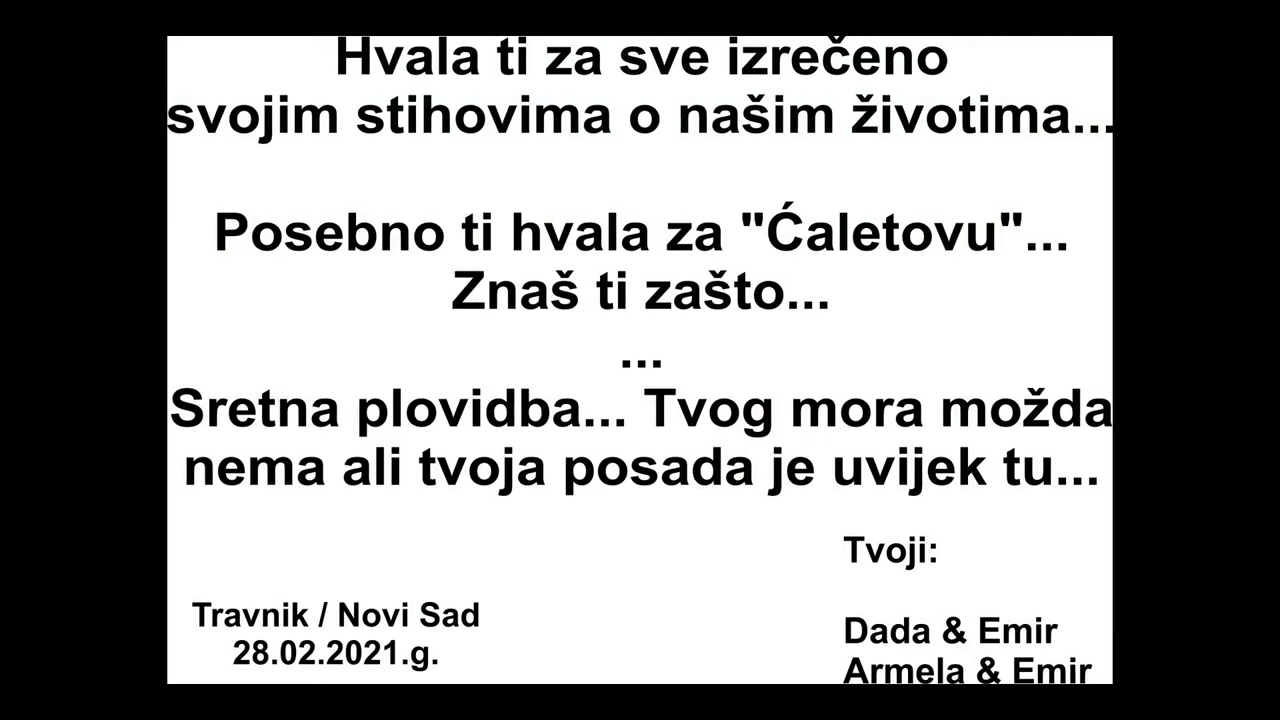 Hvala ti za sve izrečeno
svojim stihovima o našim životima...
Posebno ti hvala za "Ćaletovu"...
Znaš ti zašto...
...
Sretna plovidba... Tvog mora možda
nema ali tvoja posada je uvijek tu...
Tvoji:
Travnik / Novi Sad
28.02.2021.g.
Dada & Emir
Armela & Emir